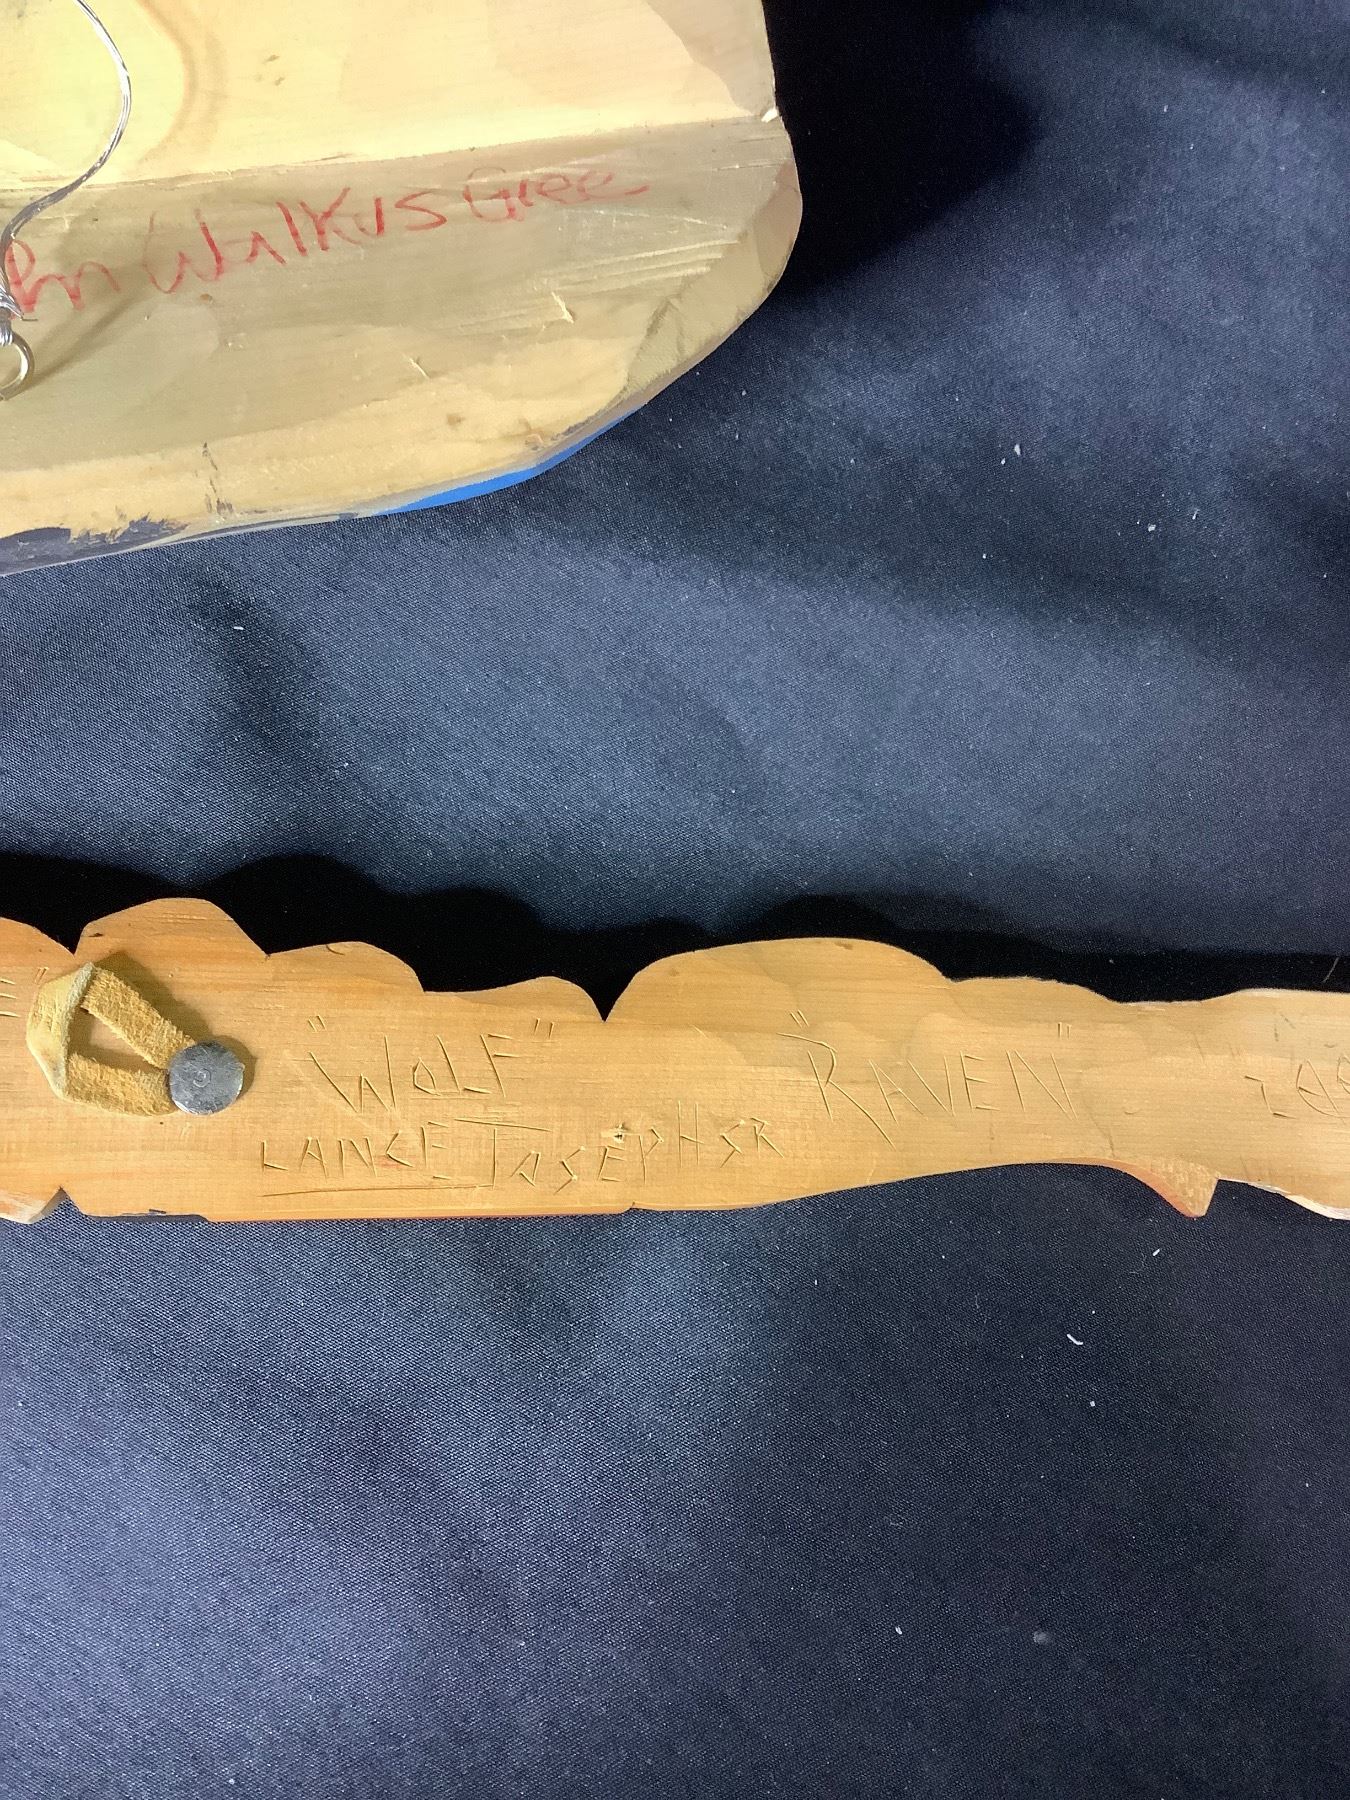 Walkus Gree
"WOLF" "RAVEN"
LANCE JOSEPH SR